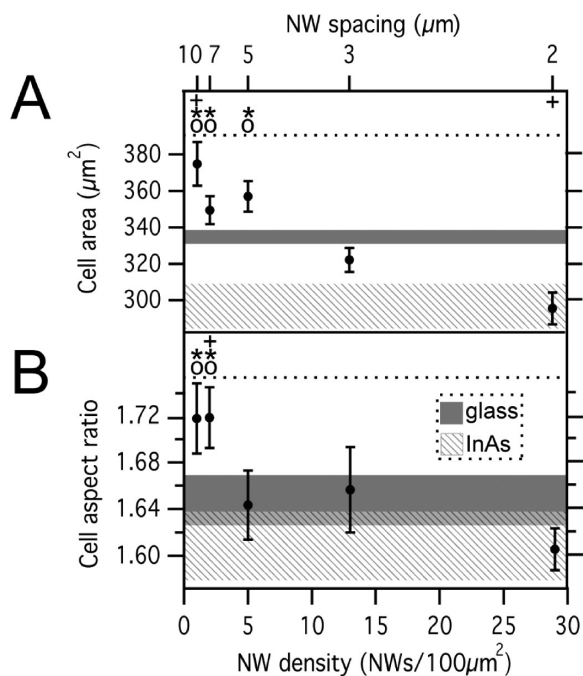 NW spacing (μm)
10 7 5 3 2
A
+ +
* * *
o o o
Cell area (μm²)
380
360
340
320
300
B
+
* *
o o
Cell aspect ratio
1.72
1.68
1.64
1.60
glass
InAs
0 5 10 15 20 25 30
NW density (NWs/100μm²)